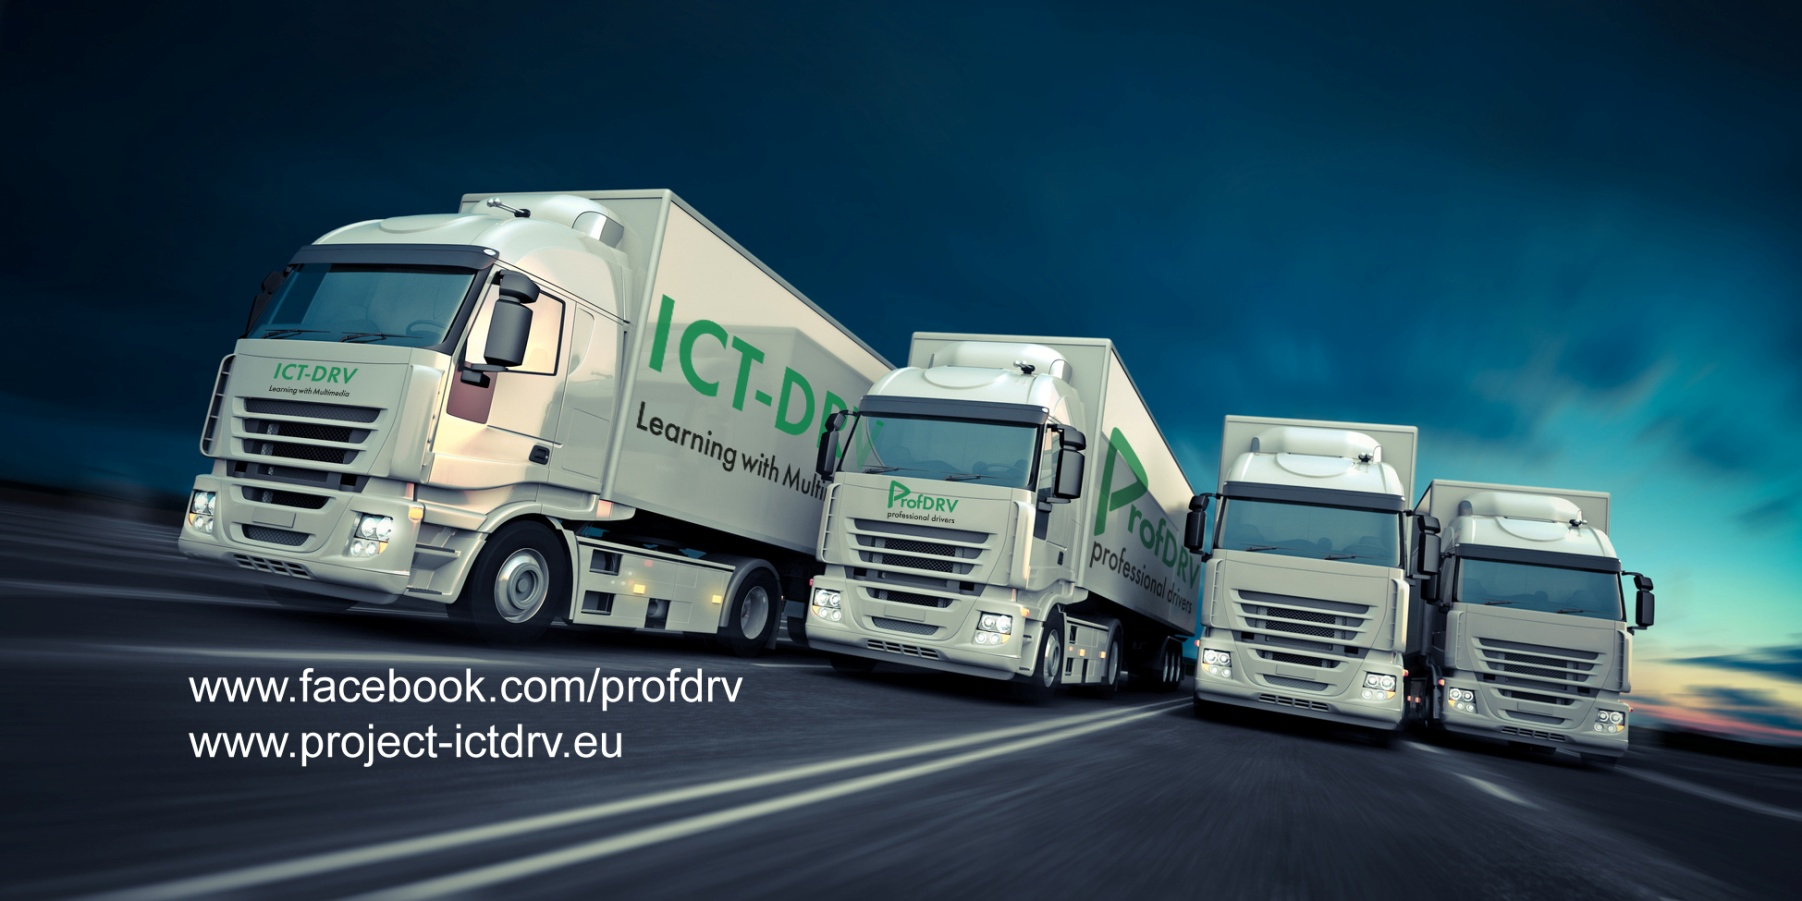 ICT-DRV
Learning with Multimedia
ICT-DRV
Learning with Multi
ProfDRV
professional drivers
ProfDRV
professional drivers
www.facebook.com/profdrv
www.project-ictdrv.eu